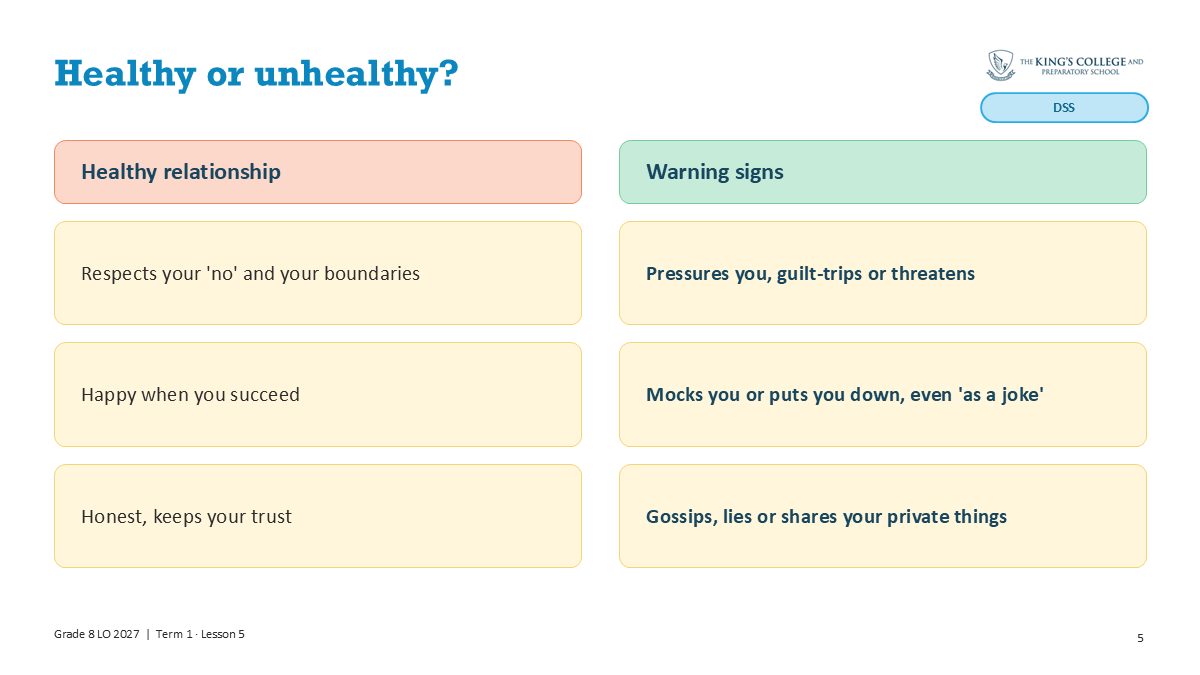 Healthy or unhealthy?
THE KING'S COLLEGE AND
PREPARATORY SCHOOL
DSS
Healthy relationship
Warning signs
Respects your 'no' and your boundaries
Pressures you, guilt-trips or threatens
Happy when you succeed
Mocks you or puts you down, even 'as a joke'
Honest, keeps your trust
Gossips, lies or shares your private things
Grade 8 LO 2027 | Term 1 · Lesson 5
5